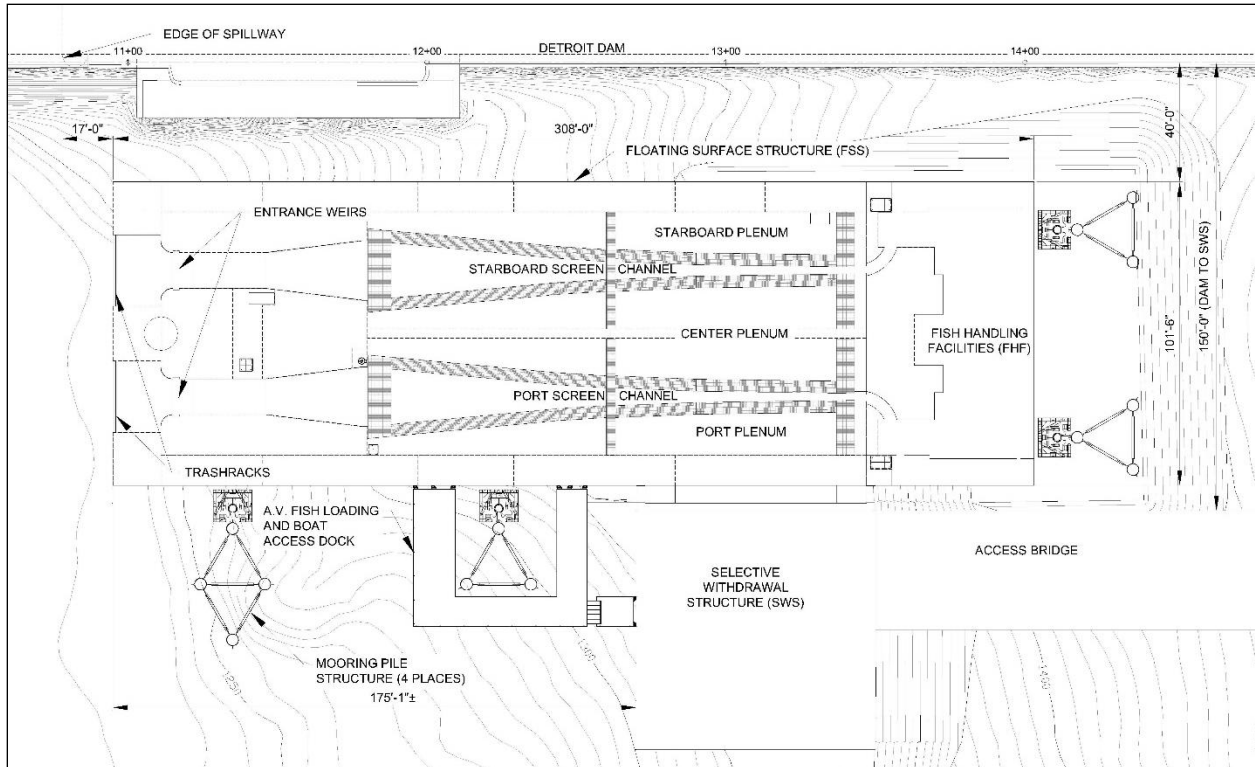 EDGE OF SPILLWAY
11+00
12+00
DETROIT DAM
13+00
14+00
17'-0"
308'-0"
40'-0"
FLOATING SURFACE STRUCTURE (FSS)
ENTRANCE WEIRS
STARBOARD PLENUM
STARBOARD SCREEN CHANNEL
CENTER PLENUM
FISH HANDLING
FACILITIES (FHF)
101'-6"
150'-0" (DAM TO SWS)
PORT SCREEN CHANNEL
PORT PLENUM
TRASHRACKS
A.V. FISH LOADING
AND BOAT
ACCESS DOCK
SELECTIVE
WITHDRAWAL
STRUCTURE (SWS)
ACCESS BRIDGE
MOORING PILE
STRUCTURE (4 PLACES)
175'-1"±
1250